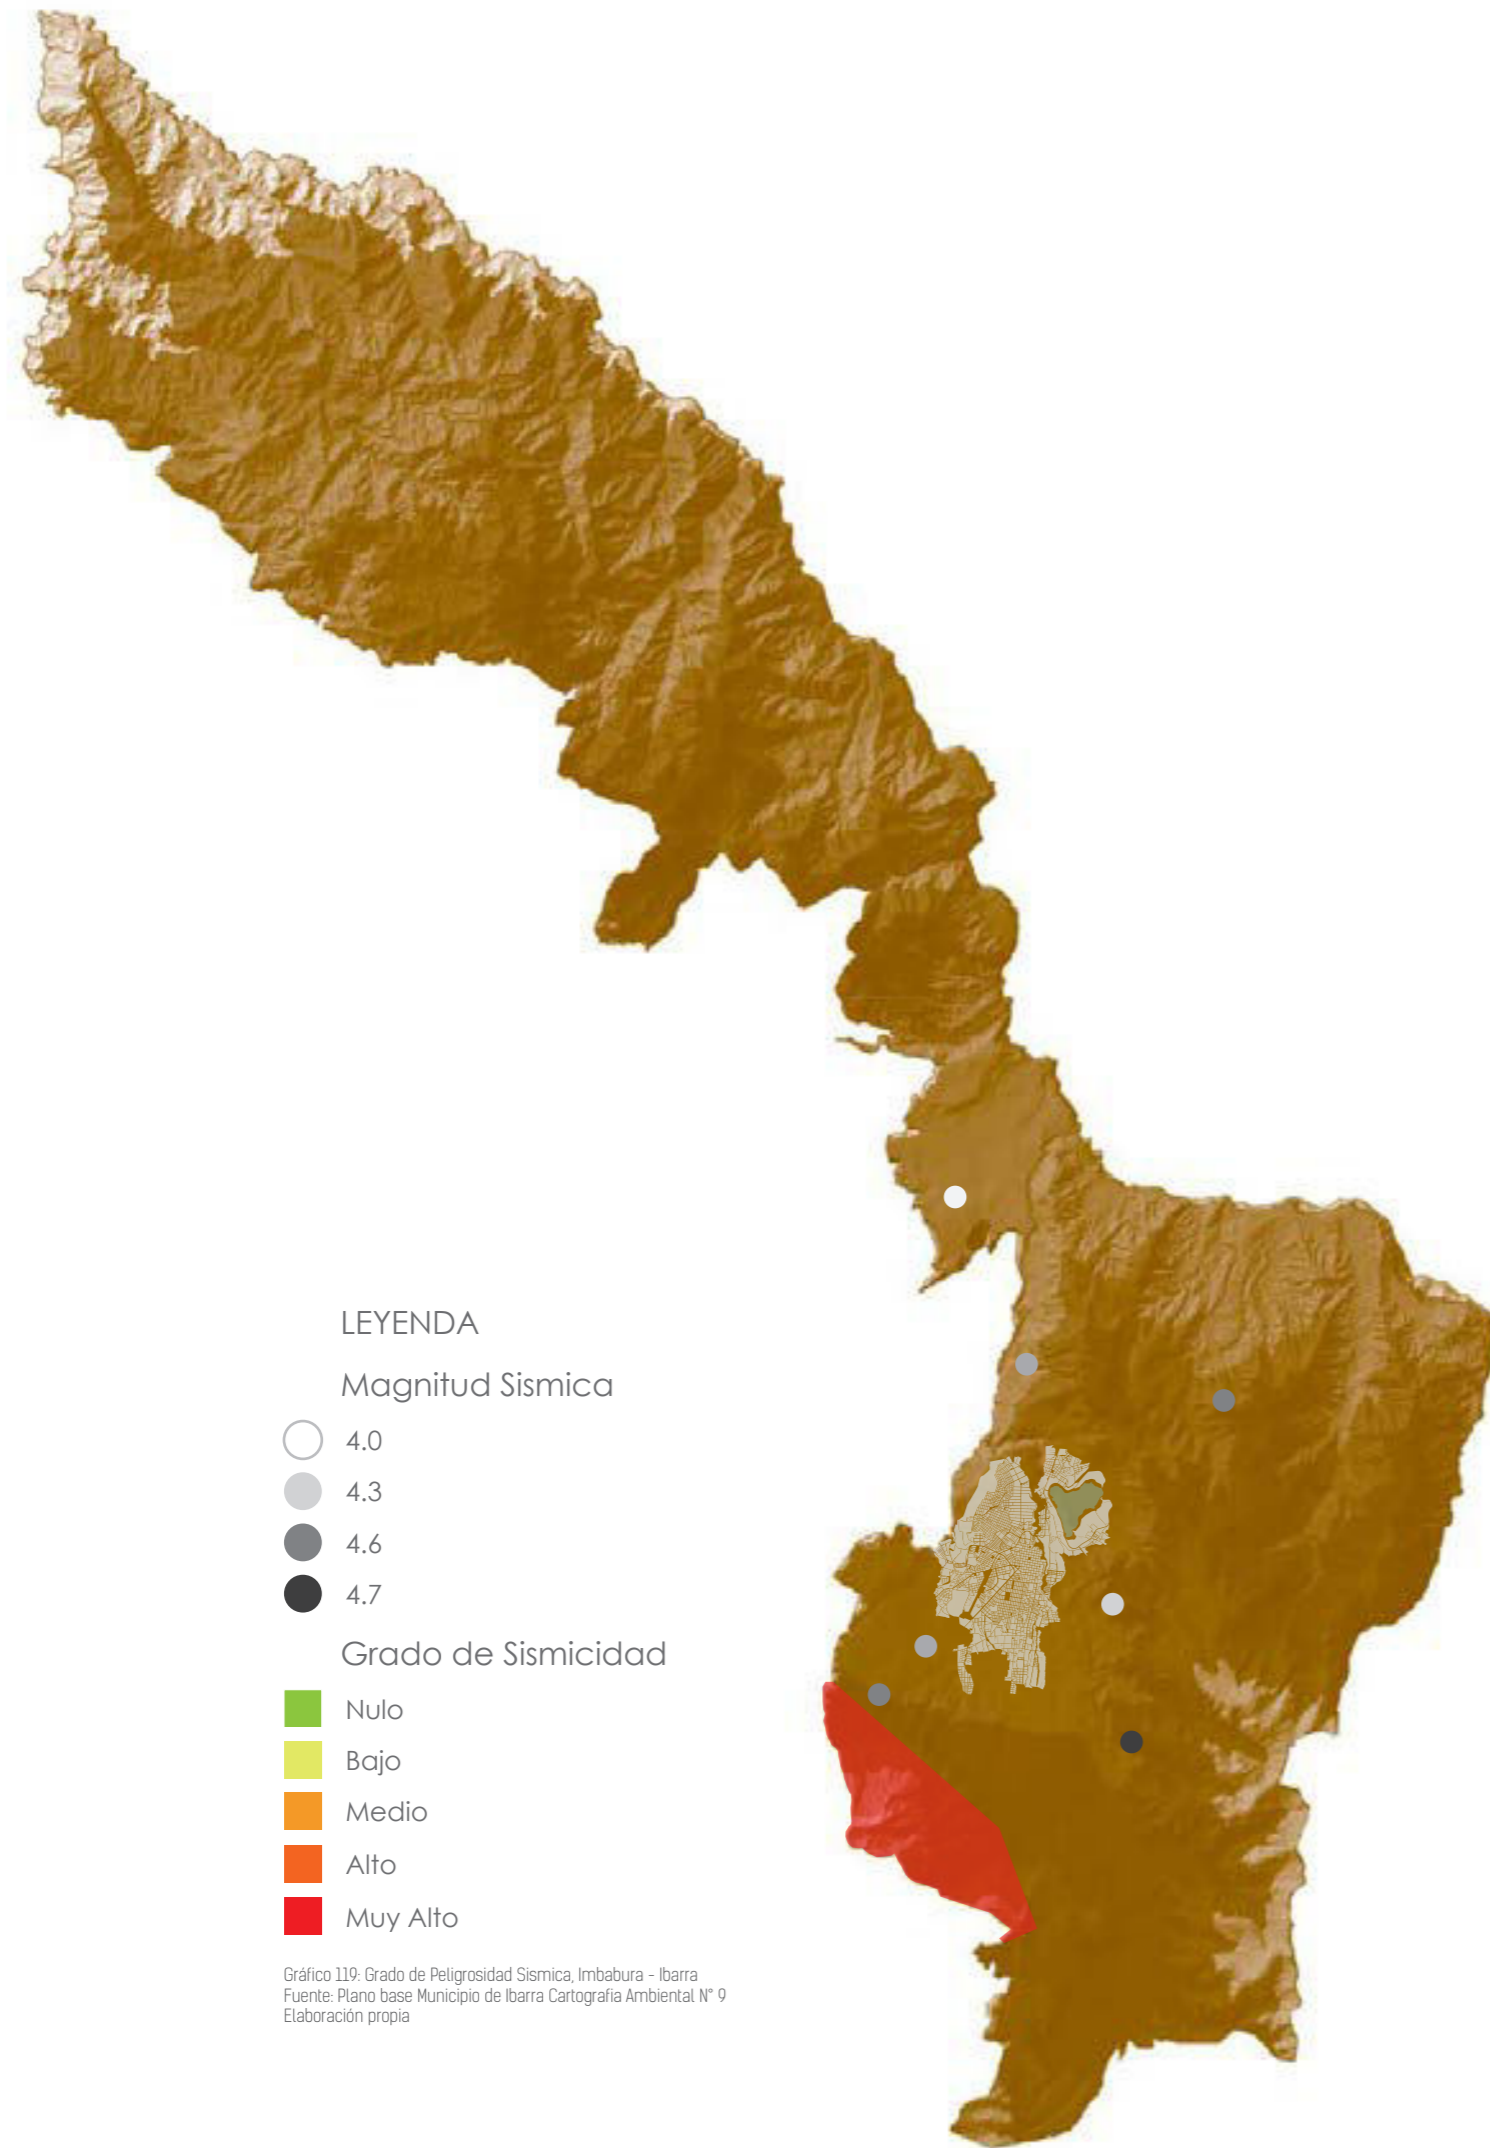 LEYENDA
Magnitud Sismica
4.0
4.3
4.6
4.7
Grado de Sismicidad
Nulo
Bajo
Medio
Alto
Muy Alto
Gráfico 119: Grado de Peligrosidad Sismica, Imbabura - Ibarra
Fuente: Plano base Municipio de Ibarra Cartografia Ambiental N° 9
Elaboración propia